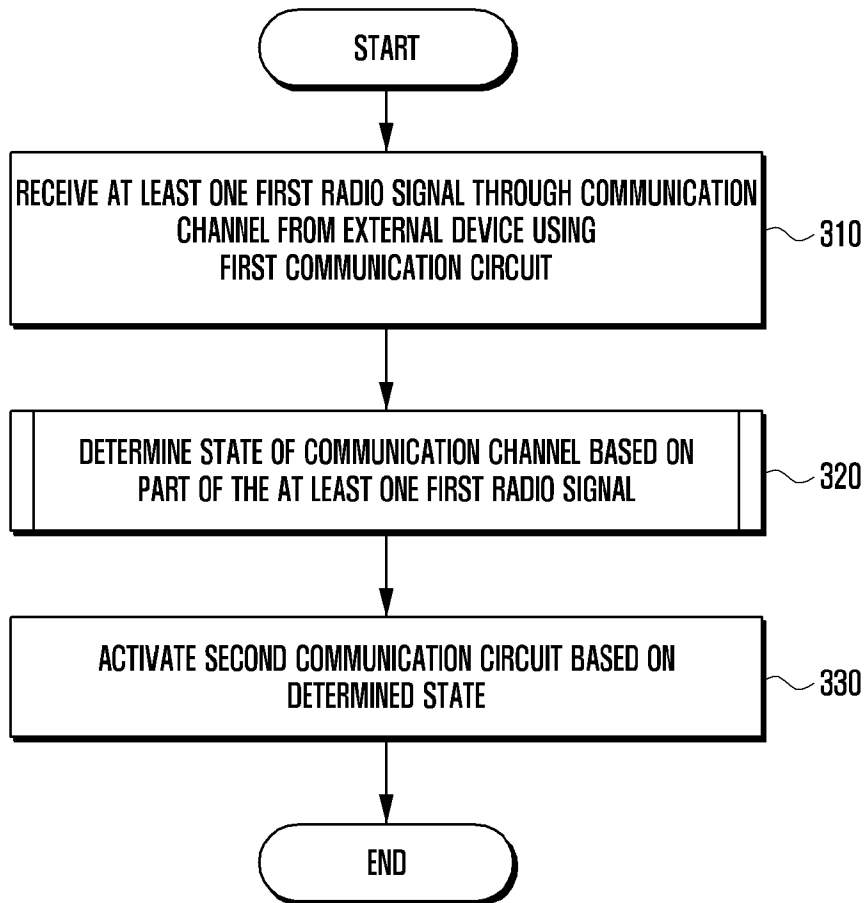 START
RECEIVE AT LEAST ONE FIRST RADIO SIGNAL THROUGH COMMUNICATION
CHANNEL FROM EXTERNAL DEVICE USING
FIRST COMMUNICATION CIRCUIT
310
DETERMINE STATE OF COMMUNICATION CHANNEL BASED ON
PART OF THE AT LEAST ONE FIRST RADIO SIGNAL
320
ACTIVATE SECOND COMMUNICATION CIRCUIT BASED ON
DETERMINED STATE
330
END